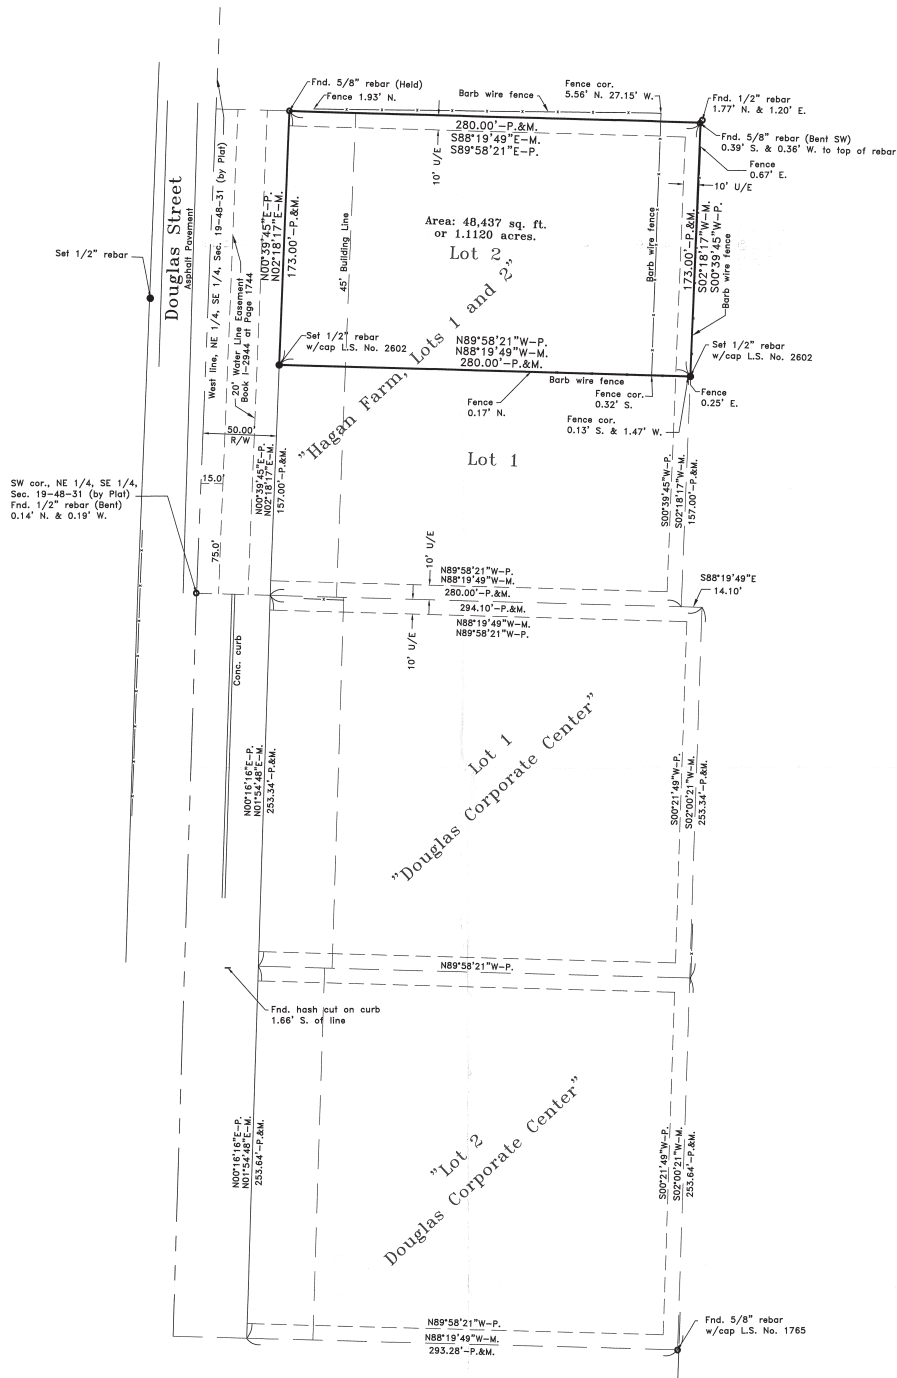 Fnd. 5/8" rebar (Held)
Fence 1.93' N.
Barb wire fence
Fence cor.
5.56' N. 27.15' W.
Fnd. 1/2" rebar
1.77' N. & 1.20' E.
Fnd. 5/8" rebar (Bent SW)
0.39' S. & 0.36' W. to top of rebar
Fence
0.67' E.
10' U/E
280.00'-P.&M.
S88°19'49"E-M.
S89°58'21"E-P.
10' U/E
Area: 48,437 sq. ft.
or 1.1120 acres.
Lot 2
"Hagan Farm, Lots 1 and 2"
45' Building Line
N00°39'45"E-P.
N02°18'17"E-M.
173.00'-P.&M.
Barb wire fence
173.00'-P.&M.
S02°18'17"W-M.
S00°39'45"W-P.
Barb wire fence
Douglas Street
Asphalt Pavement
West line, NE 1/4, SE 1/4, Sec. 19-48-31 (by Plat)
20' Water Line Easement
Book I-2944 at Page 1744
Set 1/2" rebar
Set 1/2" rebar
w/cap L.S. No. 2602
N89°58'21"W-P.
N88°19'49"W-M.
280.00'-P.&M.
Set 1/2" rebar
w/cap L.S. No. 2602
Barb wire fence
Fence
0.17' N.
Fence cor.
0.32' S.
Fence
0.25' E.
Fence cor.
0.13' S. & 1.47' W.
50.00'
R/W
Lot 1
15.0'
75.0'
N00°39'45"E-P.
N02°18'17"E-M.
157.00'-P.&M.
S00°39'45"W-P.
S02°18'17"W-M.
157.00'-P.&M.
SW cor., NE 1/4, SE 1/4,
Sec. 19-48-31 (by Plat)
Fnd. 1/2" rebar (Bent)
0.14' N. & 0.19' W.
10' U/E
N89°58'21"W-P.
N88°19'49"W-M.
280.00'-P.&M.
294.10'-P.&M.
N88°19'49"W-M.
N89°58'21"W-P.
10' U/E
S88°19'49"E
14.10'
Conc. curb
Lot 1
"Douglas Corporate Center"
N00°16'16"E-P.
N01°54'48"E-M.
253.34'-P.&M.
S00°21'49"W-P.
S02°00'21"W-M.
253.34'-P.&M.
N89°58'21"W-P.
Fnd. hash cut on curb
1.66' S. of line
"Lot 2
Douglas Corporate Center"
N00°16'16"E-P.
N01°54'48"E-M.
253.64'-P.&M.
S00°21'49"W-P.
S02°00'21"W-M.
253.64'-P.&M.
N89°58'21"W-P.
N88°19'49"W-M.
293.28'-P.&M.
Fnd. 5/8" rebar
w/cap L.S. No. 1765